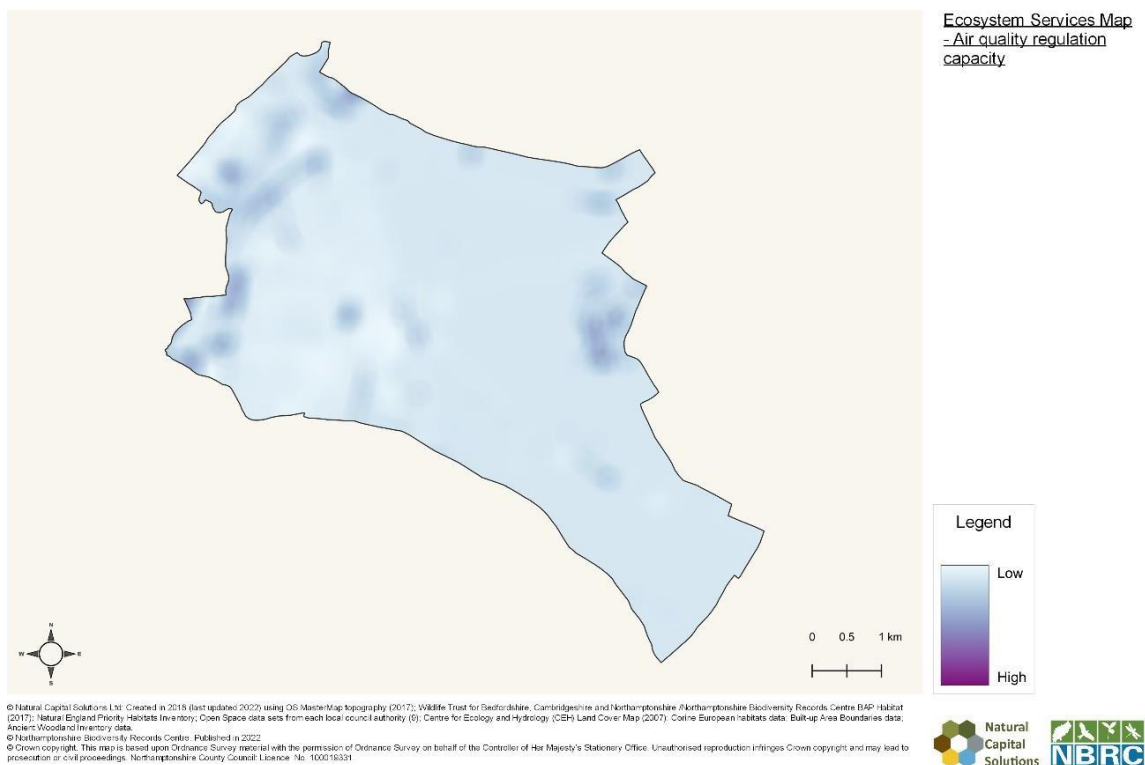 Ecosystem Services Map
- Air quality regulation
capacity
N
W E
S
0 0.5 1 km
Legend
Low
High
© Natural Capital Solutions Ltd: Created in 2018 (last updated 2022) using OS MasterMap topography (2017); Wildlife Trust for Bedfordshire, Cambridgeshire and Northamptonshire /Northamptonshire Biodiversity Records Centre BAP Habitat
(2017); Natural England Priority Habitats Inventory; Open Space data sets from each local council authority (9); Centre for Ecology and Hydrology (CEH) Land Cover Map (2007); Corine European habitats data; Built-up Area Boundaries data;
Ancient Woodland Inventory data.
© Northamptonshire Biodiversity Records Centre. Published in 2022
© Crown copyright. This map is based upon Ordnance Survey material with the permission of Ordnance Survey on behalf of the Controller of Her Majesty's Stationery Office. Unauthorised reproduction infringes Crown copyright and may lead to
prosecution or civil proceedings. Northamptonshire County Council: Licence No. 100019331
Natural
Capital
Solutions
NBRC